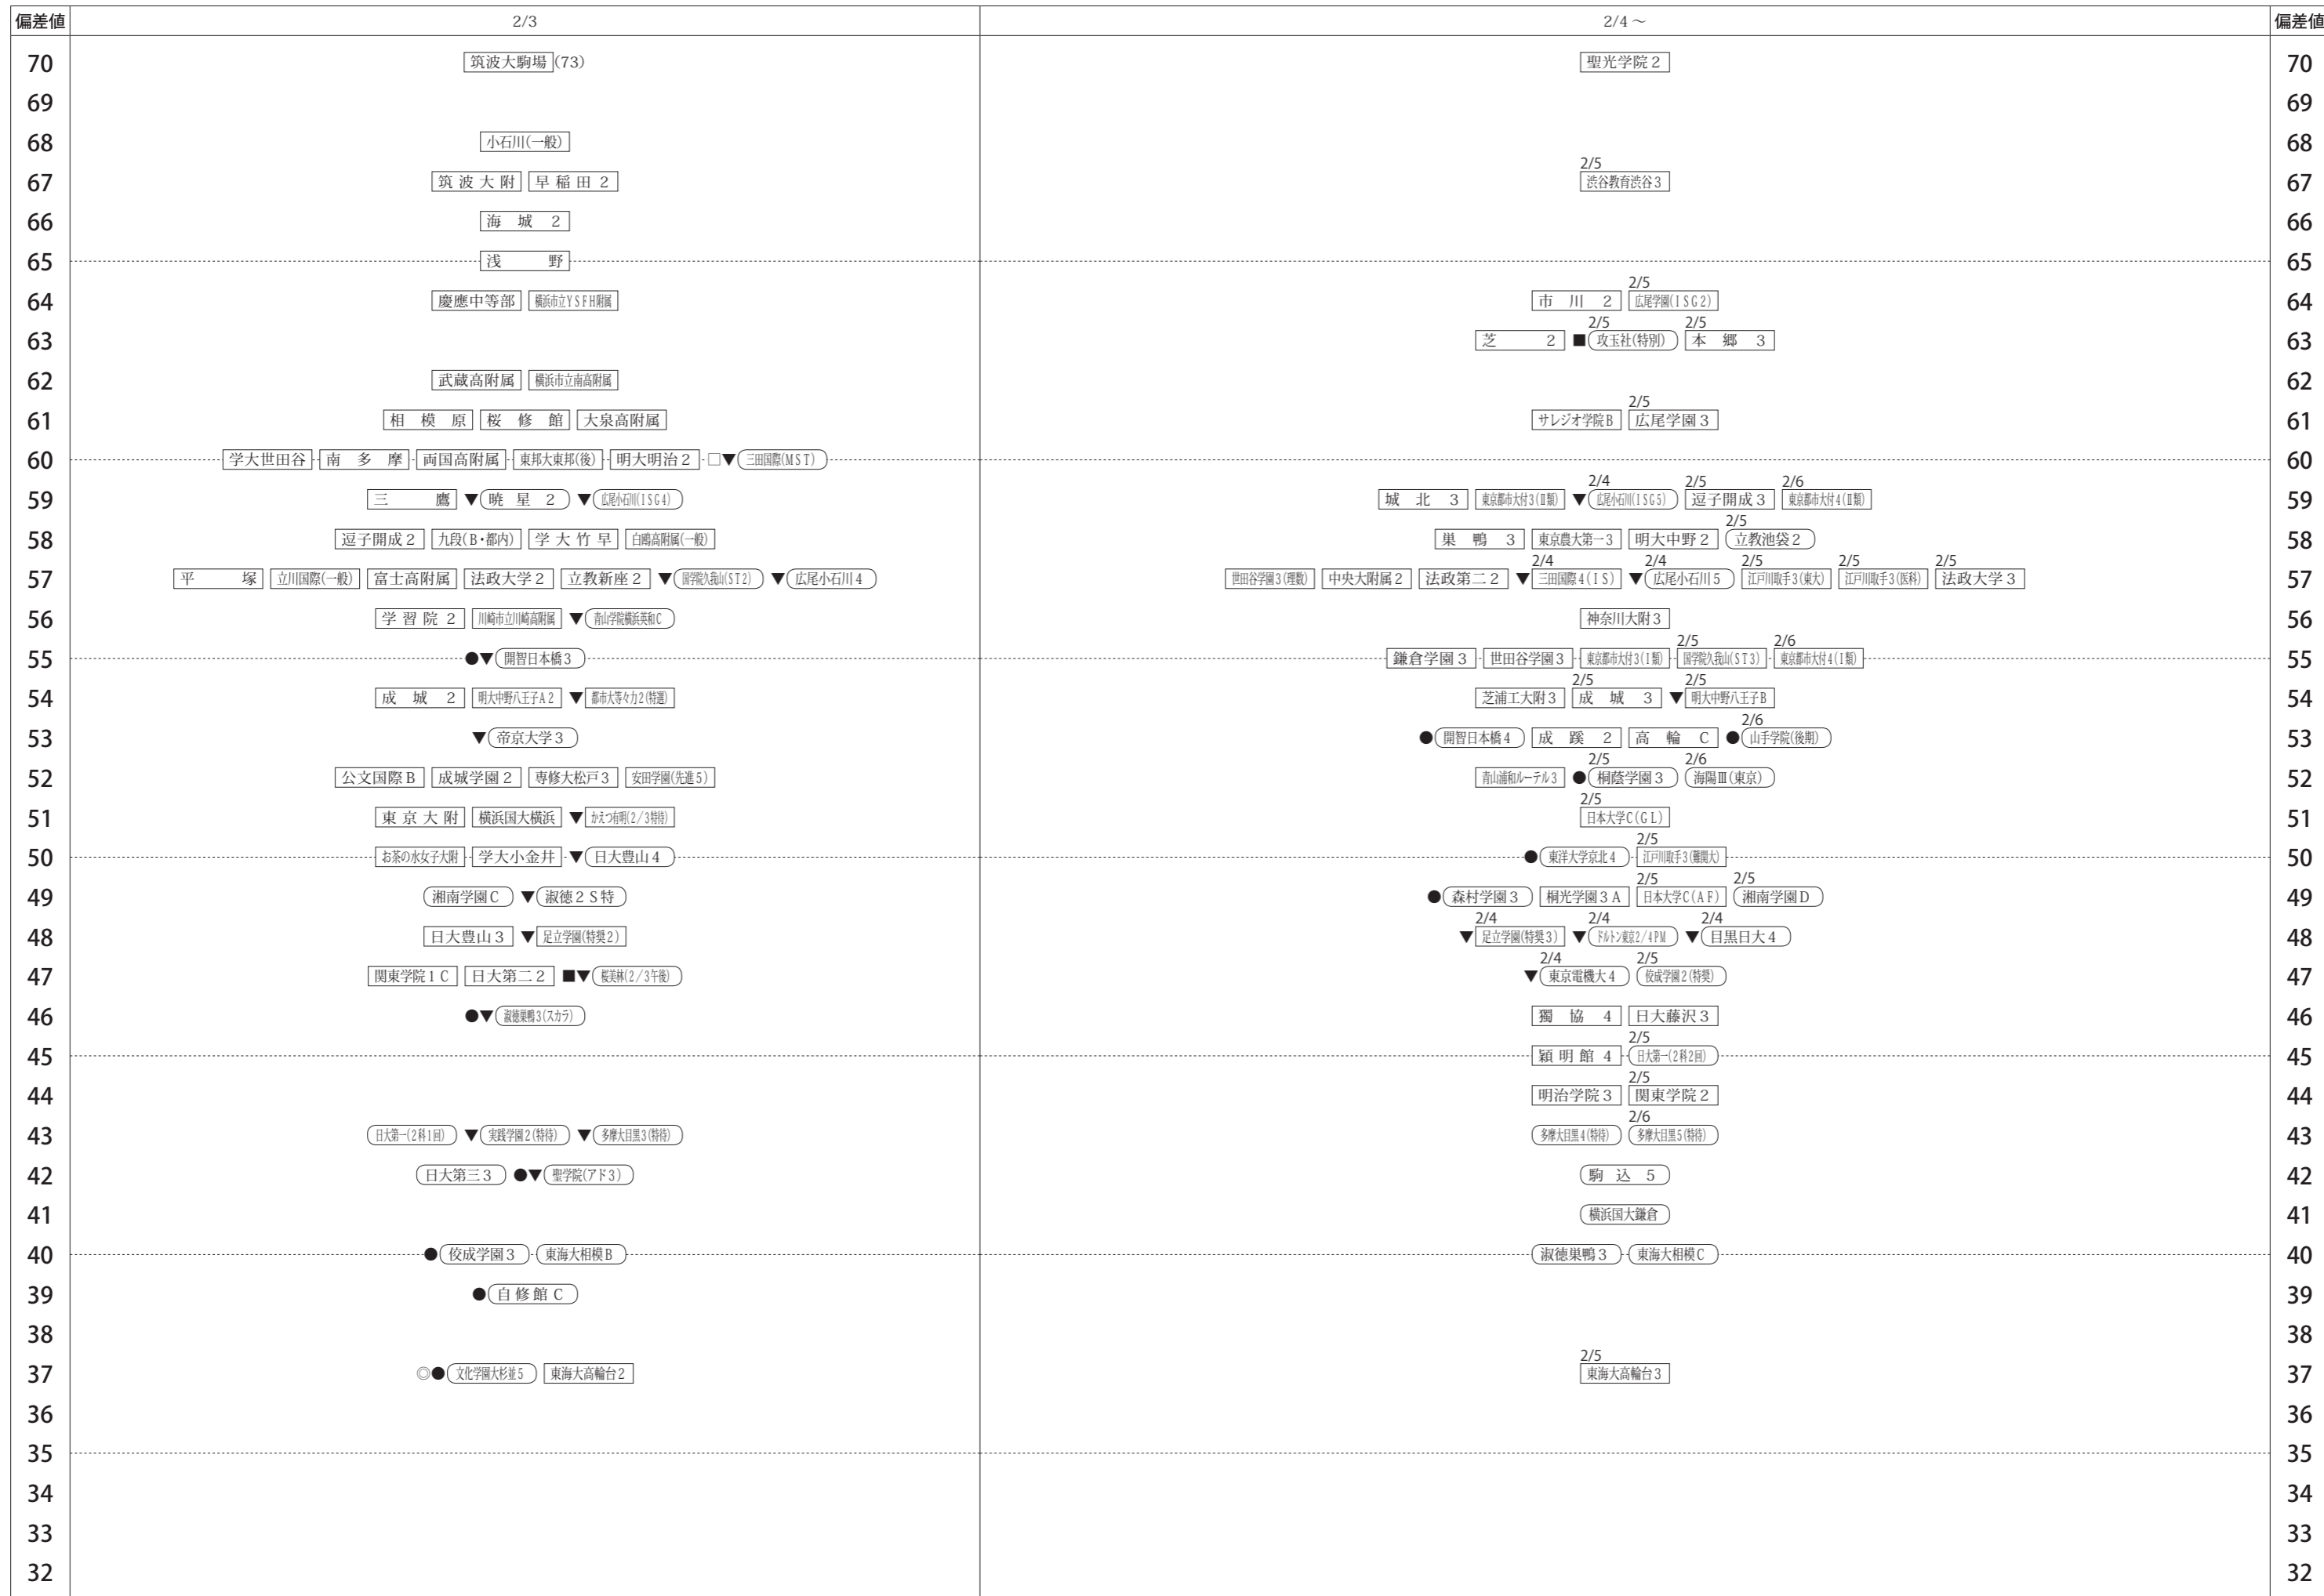 偏差値 2/3 2/4～ 偏差値
70 筑波大駒場(73) 聖光学院2 70
69 69
68 小石川(一般) 68
2/5
67 筑波大附 早稲田2 渋谷教育渋谷3 67
66 海城2 66
65 浅野 65
2/5
64 慶應中等部 横浜市立YSFH附属 市川2 広尾学園(ISG2) 64
2/5 2/5
63 芝2 ■攻玉社(特別) 本郷3 63
62 武蔵高附属 横浜市立南高附属 62
2/5
61 相模原 桜修館 大泉高附属 サレジオ学院B 広尾学園3 61
60 学大世田谷 南多摩 両国高附属 東邦大東邦(後) 明大明治2 □▼三田国際(MST) 60
2/4 2/5 2/6
59 三鷹 ▼暁星2 ▼広尾小石川(ISG4) 城北3 東京都市大付3(Ⅱ類) ▼広尾小石川(ISG5) 逗子開成3 東京都市大付4(Ⅱ類) 59
2/5
58 逗子開成2 九段(B・都内) 学大竹早 白鷗高附属(一般) 巣鴨3 東京農大第一3 明大中野2 立教池袋2 58
2/4 2/4 2/5 2/5 2/5
57 平塚 立川国際(一般) 富士高附属 法政大学2 立教新座2 ▼国学院久我山(ST2) ▼広尾小石川4 世田谷学園3(理数) 中央大附属2 法政第二2 ▼三田国際4(IS) ▼広尾小石川5 江戸川取手3(東大) 江戸川取手3(医科) 法政大学3 57
56 学習院2 川崎市立川崎高附属 ▼青山学院横浜英和C 神奈川大附3 56
2/5 2/6
55 ●▼開智日本橋3 鎌倉学園3 世田谷学園3 東京都市大付3(Ⅰ類) 国学院久我山(ST3) 東京都市大付4(Ⅰ類) 55
2/5 2/5
54 成城2 明大中野八王子A2 ▼都市大等々力2(特選) 芝浦工大附3 成城3 ▼明大中野八王子B 54
2/6
53 ▼帝京大学3 ●開智日本橋4 成蹊2 高輪C ●山手学院(後期) 53
2/5 2/6
52 公文国際B 成城学園2 専修大松戸3 安田学園(先進5) 青山浦和ルーテル3 ●桐蔭学園3 海陽Ⅲ(東京) 52
2/5
51 東京大附 横浜国大横浜 ▼かえつ有明(2/3特待) 日本大学C(GL) 51
2/5
50 お茶の水女子大附 学大小金井 ▼日大豊山4 ●東洋大学京北4 江戸川取手3(難関大) 50
2/5 2/5
49 湘南学園C ▼淑徳2S特 ●森村学園3 桐光学園3A 日本大学C(AF) 湘南学園D 49
2/4 2/4 2/4
48 日大豊山3 ▼足立学園(特奨2) ▼足立学園(特奨3) ▼ドルトン東京2/4PM ▼目黒日大4 48
2/4 2/5
47 関東学院1C 日大第二2 ■▼桜美林(2/3午後) ▼東京電機大4 佼成学園2(特奨) 47
46 ●▼淑徳巣鴨3(スカラ) 獨協4 日大藤沢3 46
2/5
45 穎明館4 日大第一(2科2回) 45
2/5
44 明治学院3 関東学院2 44
2/6
43 日大第一(2科1回) ▼実践学園2(特待) ▼多摩大目黒3(特待) 多摩大目黒4(特待) 多摩大目黒5(特待) 43
42 日大第三3 ●▼聖学院(アド3) 駒込5 42
41 横浜国大鎌倉 41
40 ●佼成学園3 東海大相模B 淑徳巣鴨3 東海大相模C 40
39 ●自修館C 39
38 38
2/5
37 ◎●文化学園大杉並5 東海大高輪台2 東海大高輪台3 37
36 36
35 35
34 34
33 33
32 32